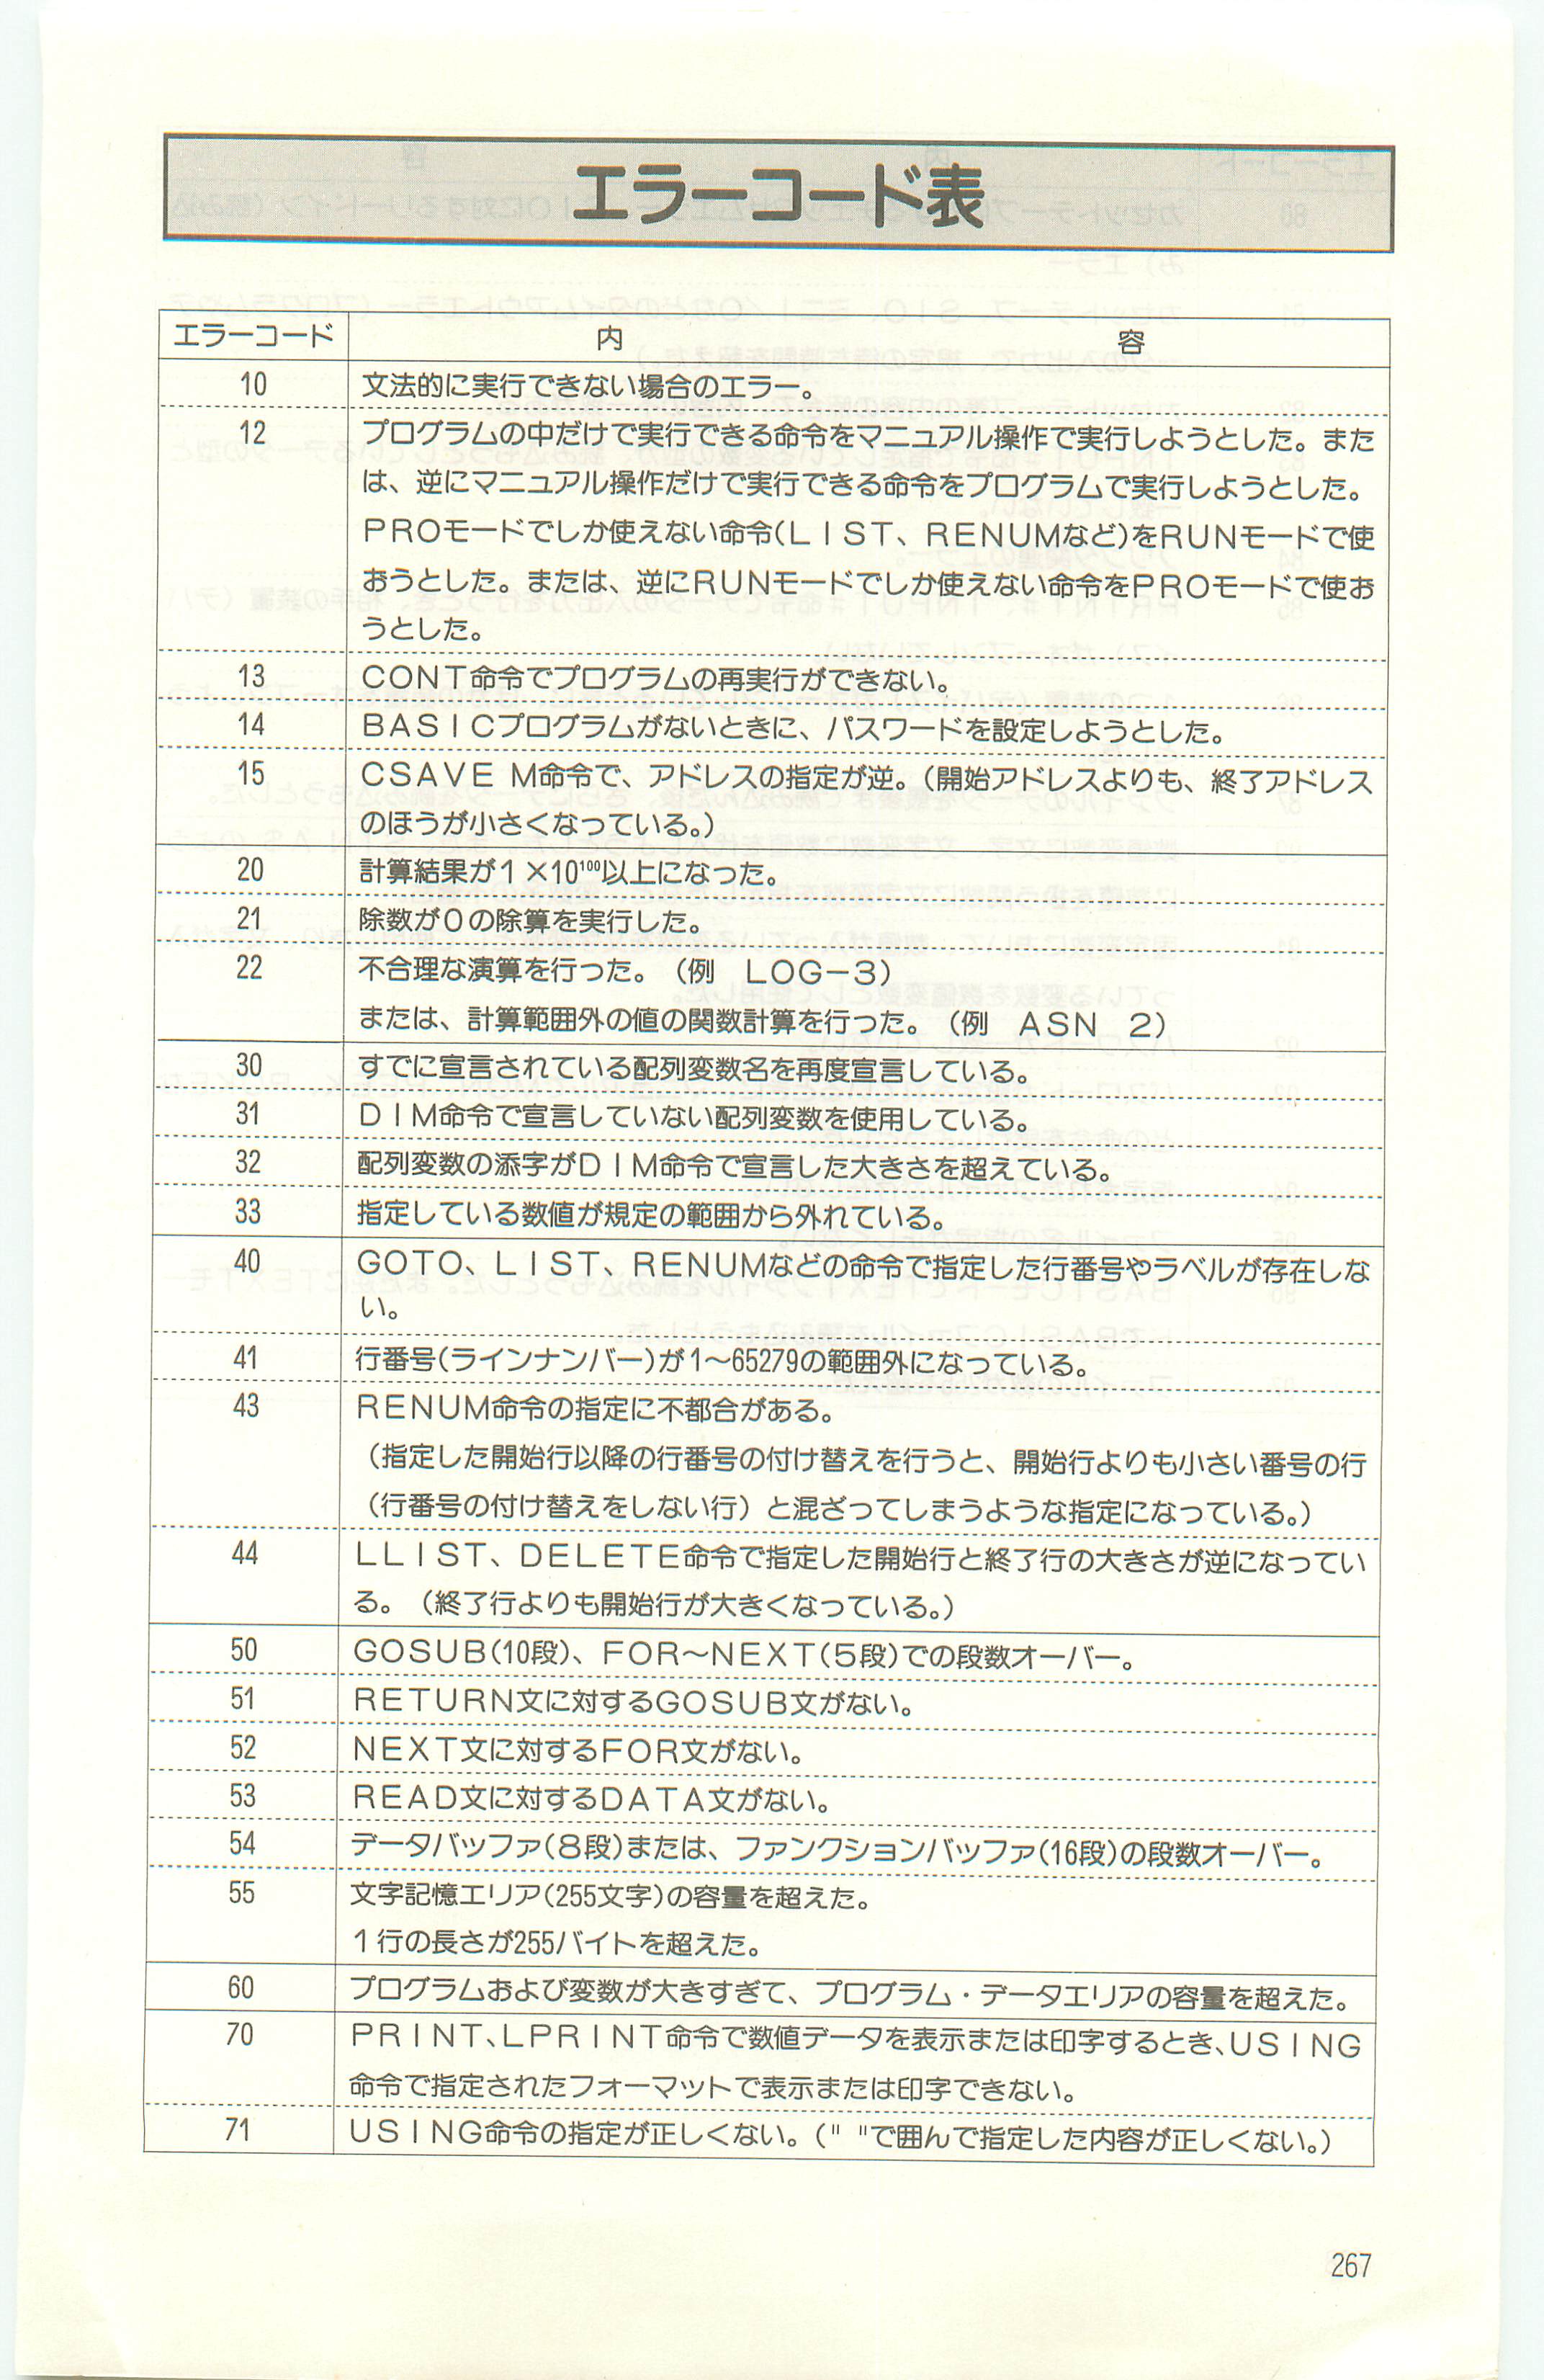 エラーコード表
エラーコード 内 容
10 文法的に実行できない場合のエラー。
12 プログラムの中だけで実行できる命令をマニュアル操作で実行しようとした。また
は、逆にマニュアル操作だけで実行できる命令をプログラムで実行しようとした。
PROモードでしか使えない命令(LIST、RENUMなど)をRUNモードで使
おうとした。または、逆にRUNモードでしか使えない命令をPROモードで使お
うとした。
13 CONT命令でプログラムの再実行ができない。
14 BASICプログラムがないときに、パスワードを設定しようとした。
15 CSAVE M命令で、アドレスの指定が逆。(開始アドレスよりも、終了アドレス
のほうが小さくなっている。)
20 計算結果が1×10¹⁰⁰以上になった。
21 除数が0の除算を実行した。
22 不合理な演算を行った。(例 LOG-3)
または、計算範囲外の値の関数計算を行った。(例 ASN 2)
30 すでに宣言されている配列変数名を再度宣言している。
31 DIM命令で宣言していない配列変数を使用している。
32 配列変数の添字がDIM命令で宣言した大きさを超えている。
33 指定している数値が規定の範囲から外れている。
40 GOTO、LIST、RENUMなどの命令で指定した行番号やラベルが存在しな
い。
41 行番号(ラインナンバー)が1~65279の範囲外になっている。
43 RENUM命令の指定に不都合がある。
(指定した開始行以降の行番号の付け替えを行うと、開始行よりも小さい番号の行
(行番号の付け替えをしない行)と混ざってしまうような指定になっている。)
44 LLIST、DELETE命令で指定した開始行と終了行の大きさが逆になってい
る。(終了行よりも開始行が大きくなっている。)
50 GOSUB(10段)、FOR~NEXT(5段)での段数オーバー。
51 RETURN文に対するGOSUB文がない。
52 NEXT文に対するFOR文がない。
53 READ文に対するDATA文がない。
54 データバッファ(8段)または、ファンクションバッファ(16段)の段数オーバー。
55 文字記憶エリア(255文字)の容量を超えた。
1行の長さが255バイトを超えた。
60 プログラムおよび変数が大きすぎて、プログラム・データエリアの容量を超えた。
70 PRINT、LPRINT命令で数値データを表示または印字するとき、USING
命令で指定されたフォーマットで表示または印字できない。
71 USING命令の指定が正しくない。(" "で囲んで指定した内容が正しくない。)
267